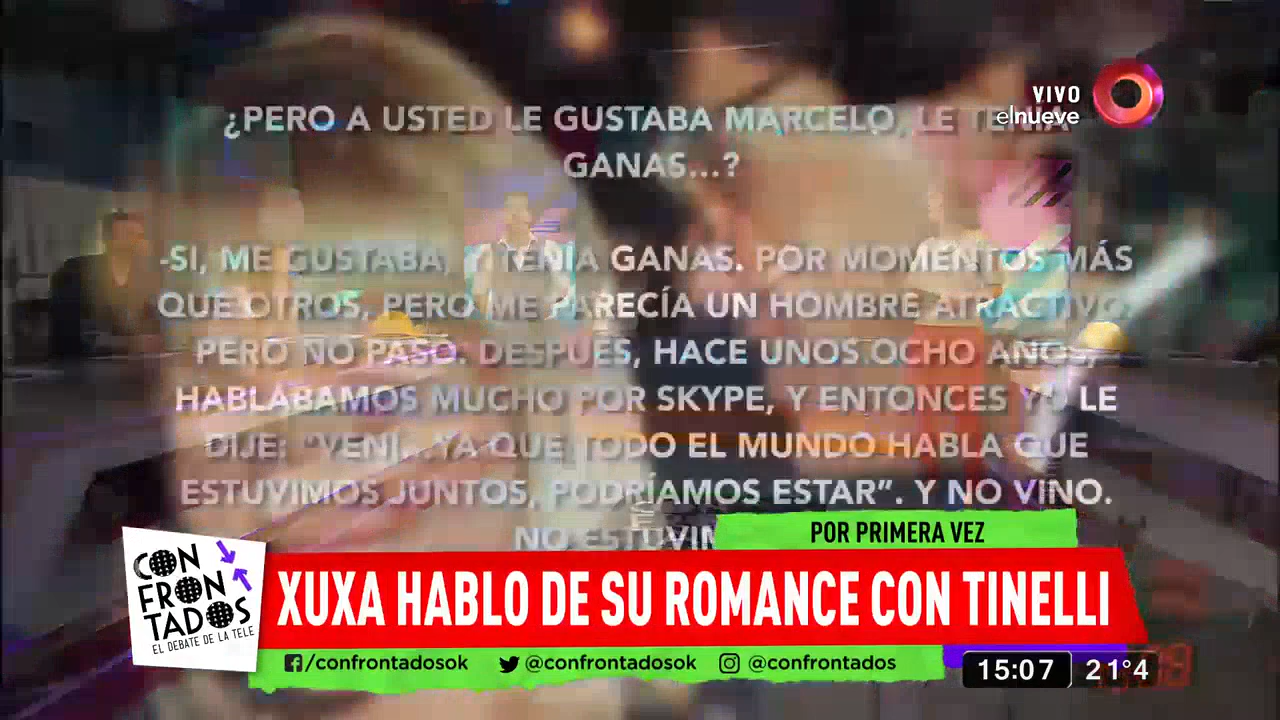 ¿PERO A USTED LE GUSTABA MARCELO, LE TENIA
GANAS...?
VIVO
elnueve
-SI, ME GUSTABA, Y TENÍA GANAS. POR MOMENTOS MÁS
QUE OTROS, PERO ME PARECÍA UN HOMBRE ATRACTIVO.
PERO NO PASÓ. DESPUÉS, HACE UNOS OCHO AÑOS,
HABLÁBAMOS MUCHO POR SKYPE, Y ENTONCES YO LE
DIJE: "VENÍ...YA QUE TODO EL MUNDO HABLA QUE
ESTUVIMOS JUNTOS, PODRÍAMOS ESTAR". Y NO VINO.
NO
POR PRIMERA VEZ
CON
FRON
TADOS
EL DEBATE DE LA TELE
XUXA HABLO DE SU ROMANCE CON TINELLI
/confrontadosok @confrontadosok @confrontados
15:07 21°4